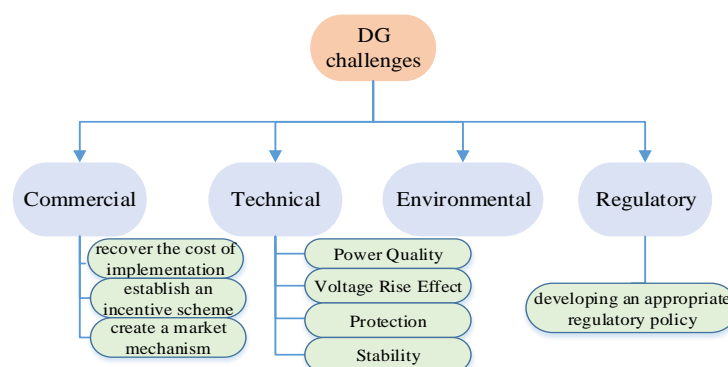 DG
challenges
Commercial
Technical
Environmental
Regulatory
recover the cost of
implementation
establish an
incentive scheme
create a market
mechanism
Power Quality
Voltage Rise Effect
Protection
Stability
developing an appropriate
regulatory policy